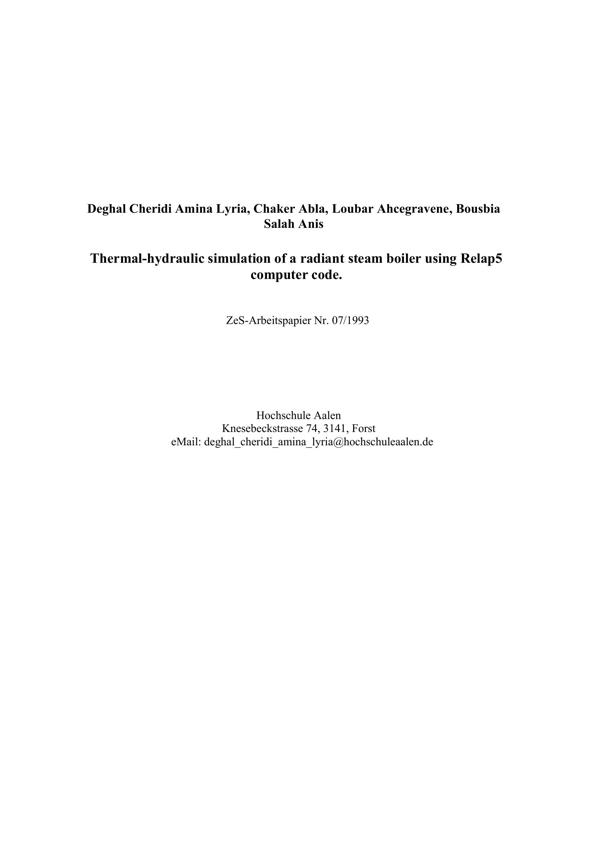 Deghal Cheridi Amina Lyria, Chaker Abla, Loubar Ahcegravene, Bousbia
Salah Anis
Thermal-hydraulic simulation of a radiant steam boiler using Relap5
computer code.
ZeS-Arbeitspapier Nr. 07/1993
Hochschule Aalen
Knesebeckstrasse 74, 3141, Forst
eMail: deghal_cheridi_amina_lyria@hochschuleaalen.de